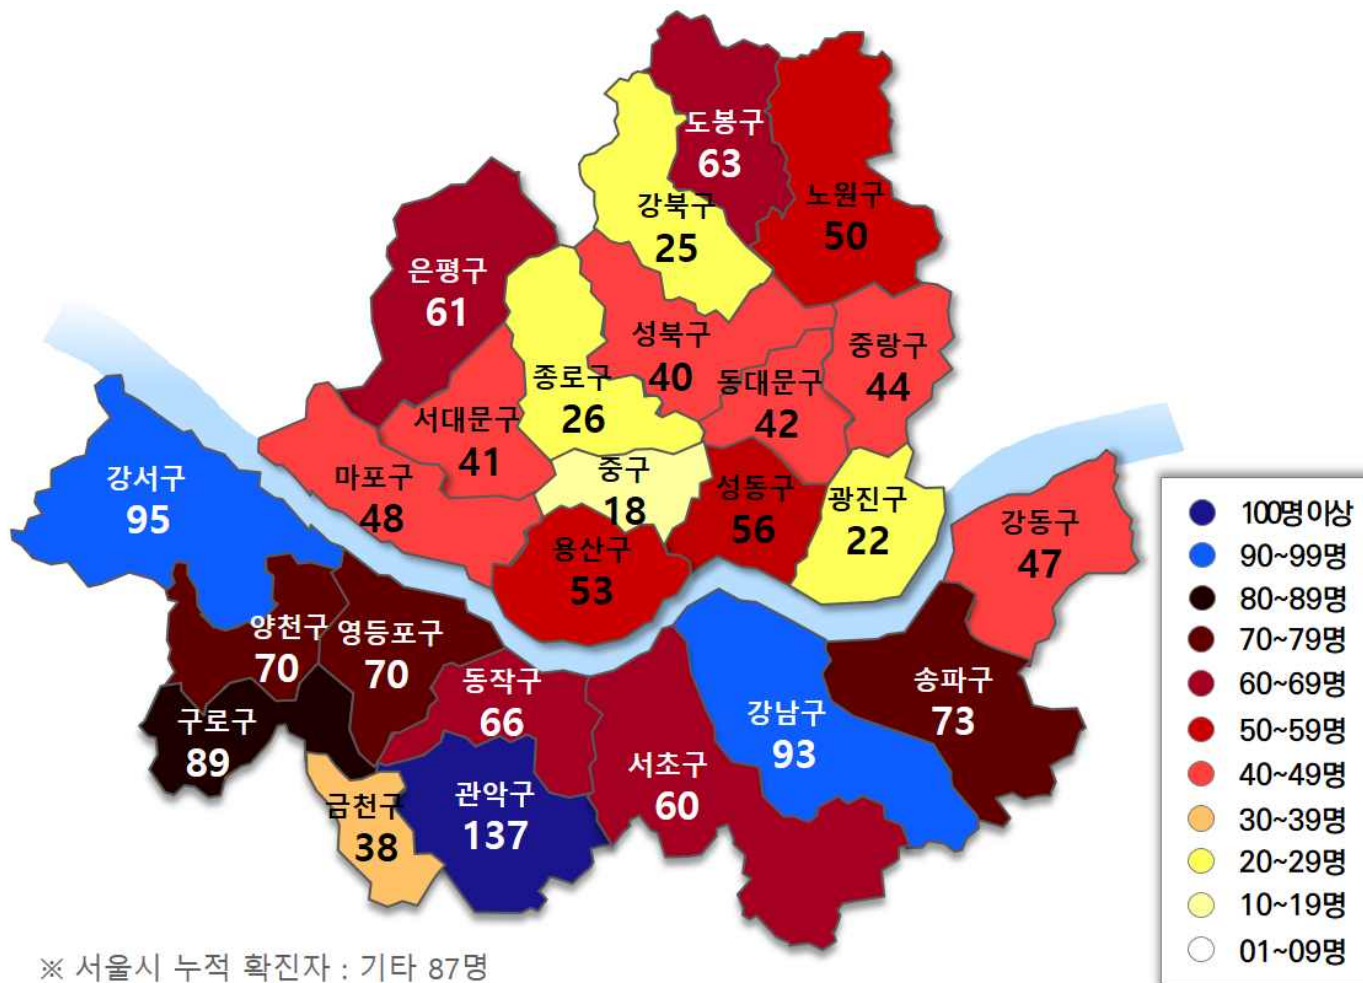 도봉구
63
노원구
50
강북구
25
은평구
61
성북구
40
중랑구
44
종로구
26
동대문구
42
서대문구
41
마포구
48
중구
18
성동구
56
광진구
22
강서구
95
강동구
47
용산구
53
양천구
70
영등포구
70
동작구
66
강남구
93
송파구
73
구로구
89
서초구
60
금천구
38
관악구
137
100명 이상
90~99명
80~89명
70~79명
60~69명
50~59명
40~49명
30~39명
20~29명
10~19명
01~09명
※ 서울시 누적 확진자 : 기타 87명